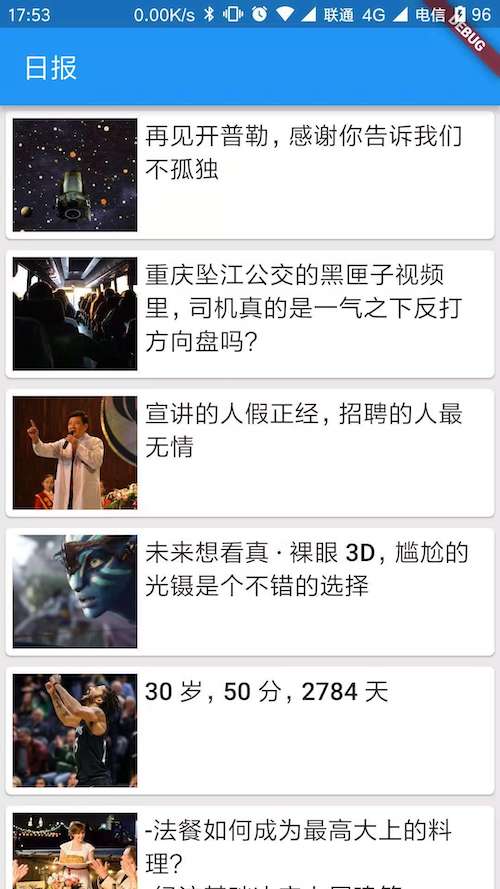 17:53
0.00K/s
联通 4G
电信
96
DEBUG
日报
再见开普勒，感谢你告诉我们
不孤独
重庆坠江公交的黑匣子视频
里，司机真的是一气之下反打
方向盘吗？
宣讲的人假正经，招聘的人最
无情
未来想看真 · 裸眼 3D，尴尬的
光镊是个不错的选择
30 岁，50 分，2784 天
-法餐如何成为最高大上的料
理？